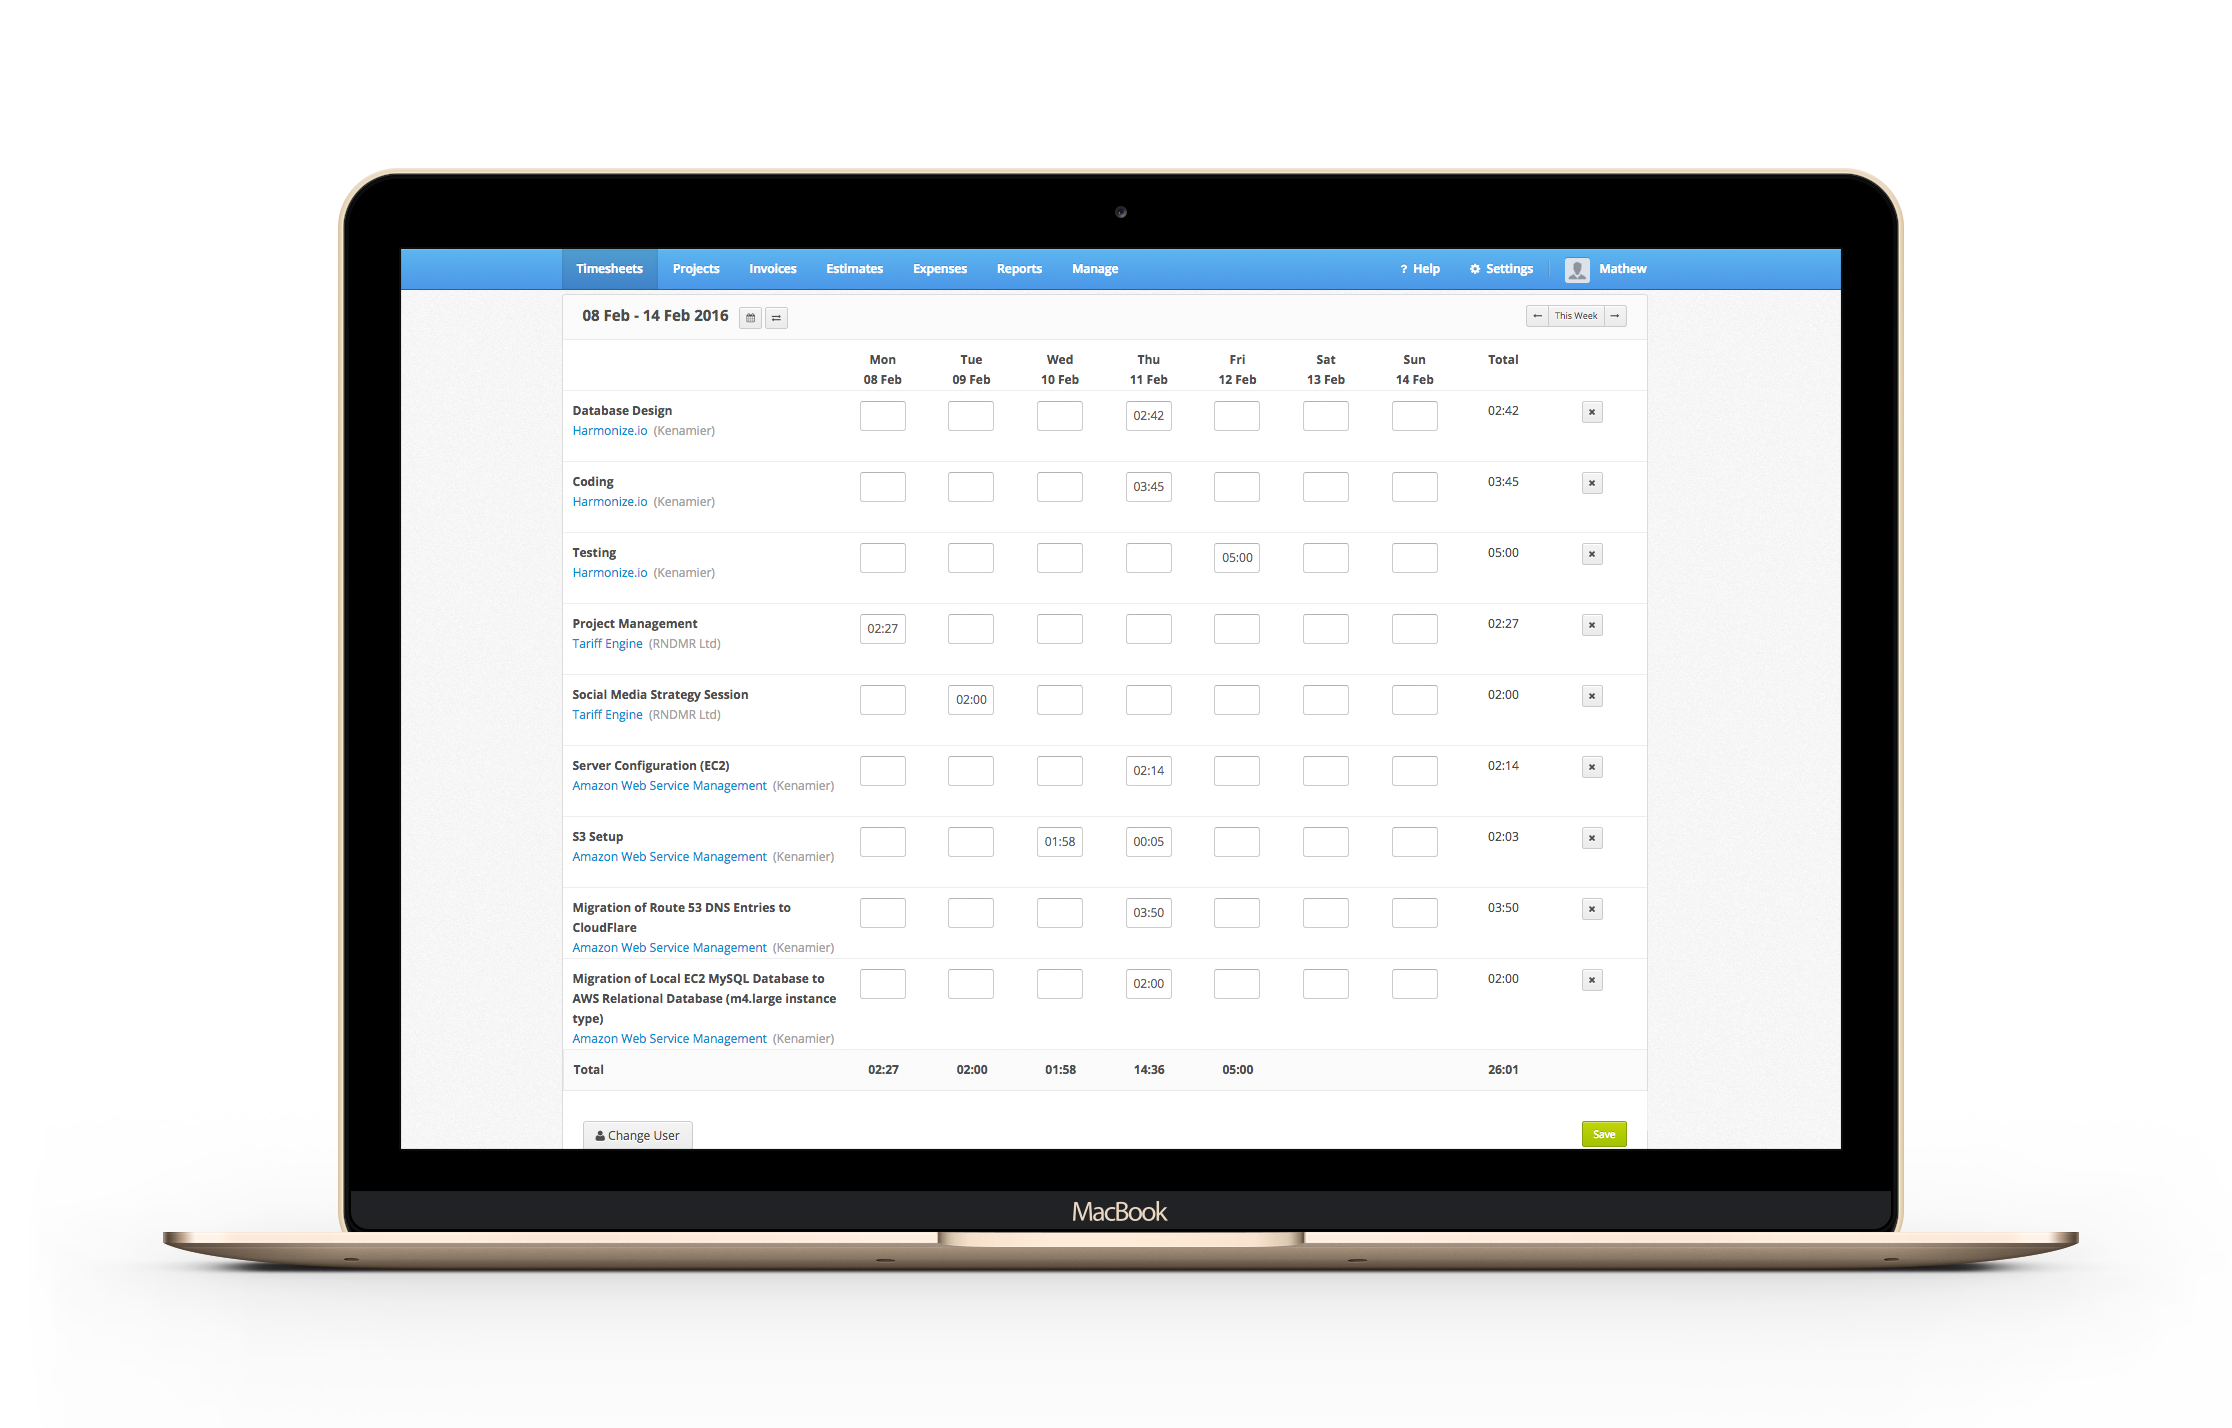 Timesheets Projects Invoices Estimates Expenses Reports Manage ? Help Settings Mathew
08 Feb - 14 Feb 2016 This Week
Mon Tue Wed Thu Fri Sat Sun Total
08 Feb 09 Feb 10 Feb 11 Feb 12 Feb 13 Feb 14 Feb
Database Design 02:42 02:42
Harmonize.io (Kenamier)
Coding 03:45 03:45
Harmonize.io (Kenamier)
Testing 05:00 05:00
Harmonize.io (Kenamier)
Project Management 02:27 02:27
Tariff Engine (RNDMR Ltd)
Social Media Strategy Session 02:00 02:00
Tariff Engine (RNDMR Ltd)
Server Configuration (EC2) 02:14 02:14
Amazon Web Service Management (Kenamier)
S3 Setup 01:58 00:05 02:03
Amazon Web Service Management (Kenamier)
Migration of Route 53 DNS Entries to 03:50 03:50
CloudFlare
Amazon Web Service Management (Kenamier)
Migration of Local EC2 MySQL Database to 02:00 02:00
AWS Relational Database (m4.large instance
type)
Amazon Web Service Management (Kenamier)
Total 02:27 02:00 01:58 14:36 05:00 26:01
Change User Save
MacBook